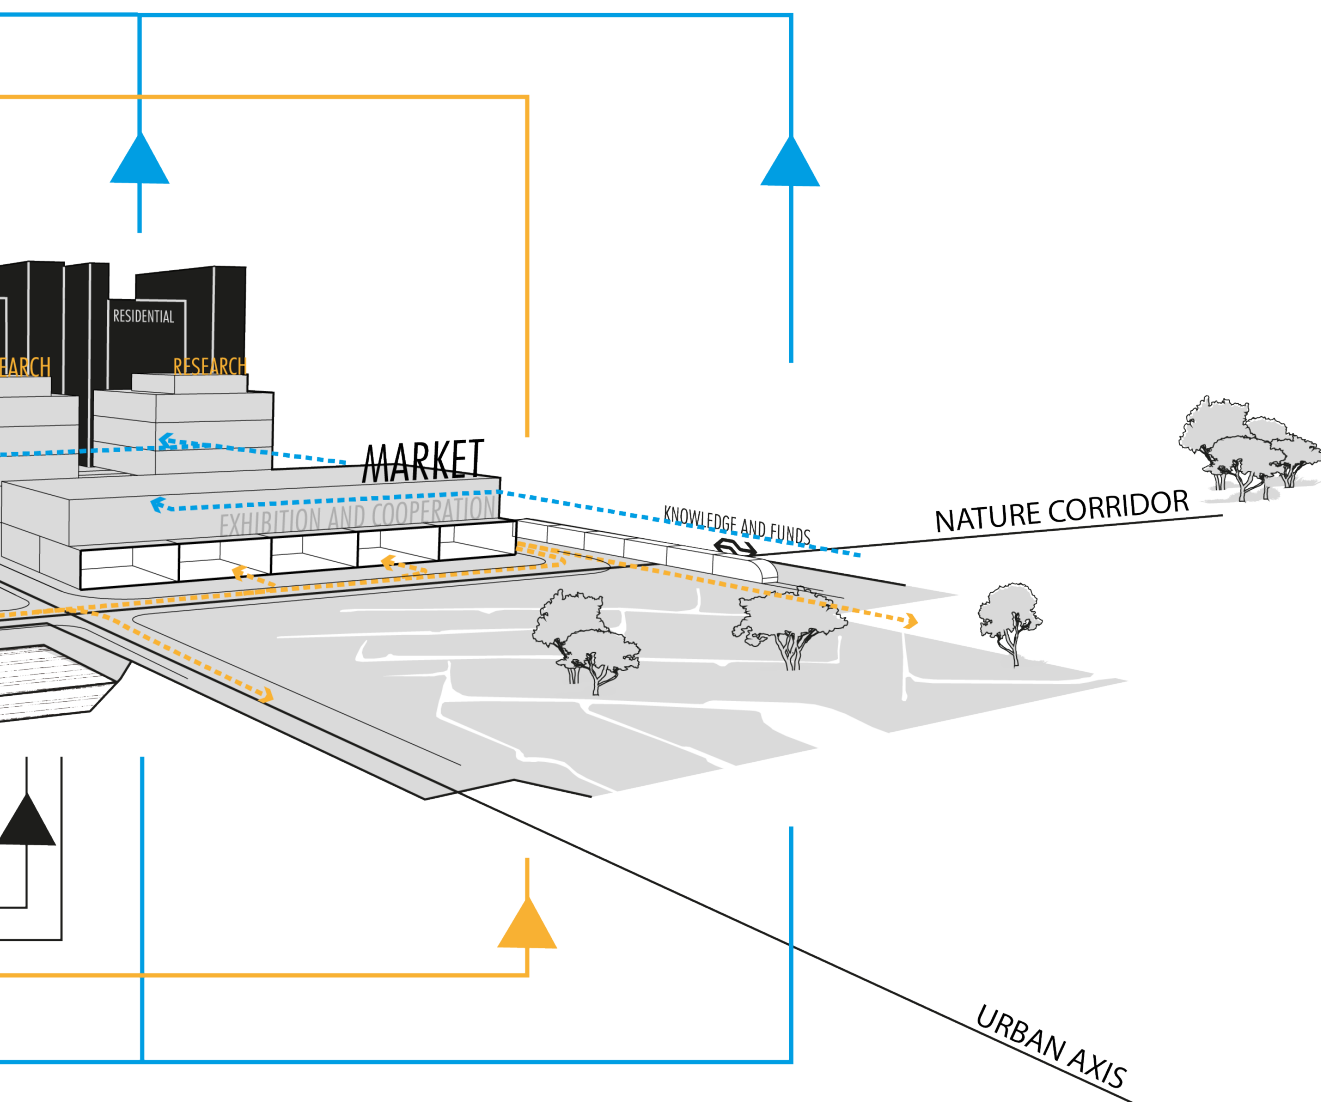 RESIDENTIAL
EARCH
RESEARCH
MARKET
EXHIBITION AND COOPERATION
KNOWLEDGE AND FUNDS
NATURE CORRIDOR
URBAN AXIS